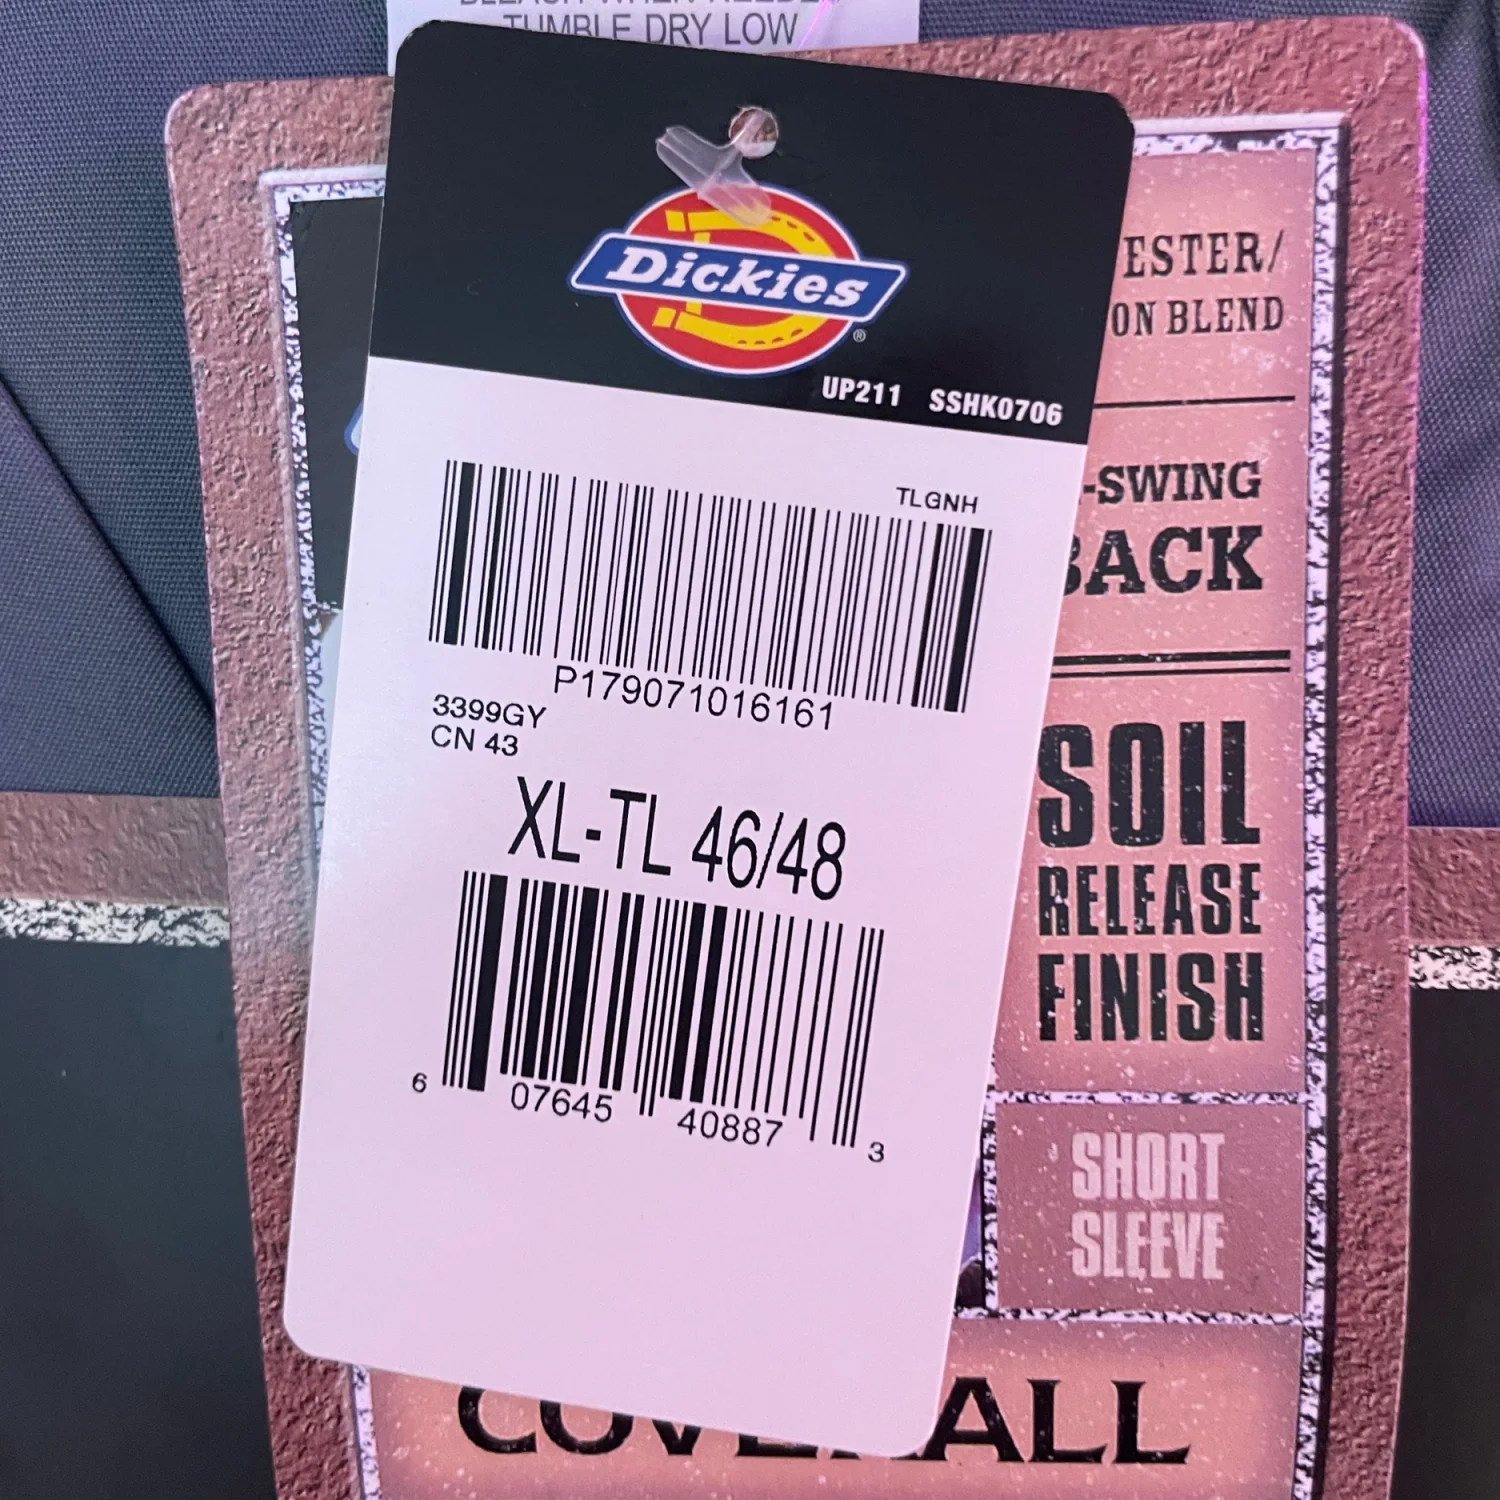 TUMBLE DRY LOW
Dickies
®
UP211 SSHK0706
TLGNH
P179071016161
3399GY
CN 43
XL-TL 46/48
6 07645 40887 3
ESTER/
ON BLEND
-SWING
BACK
SOIL
RELEASE
FINISH
SHORT
SLEEVE
COVERALL